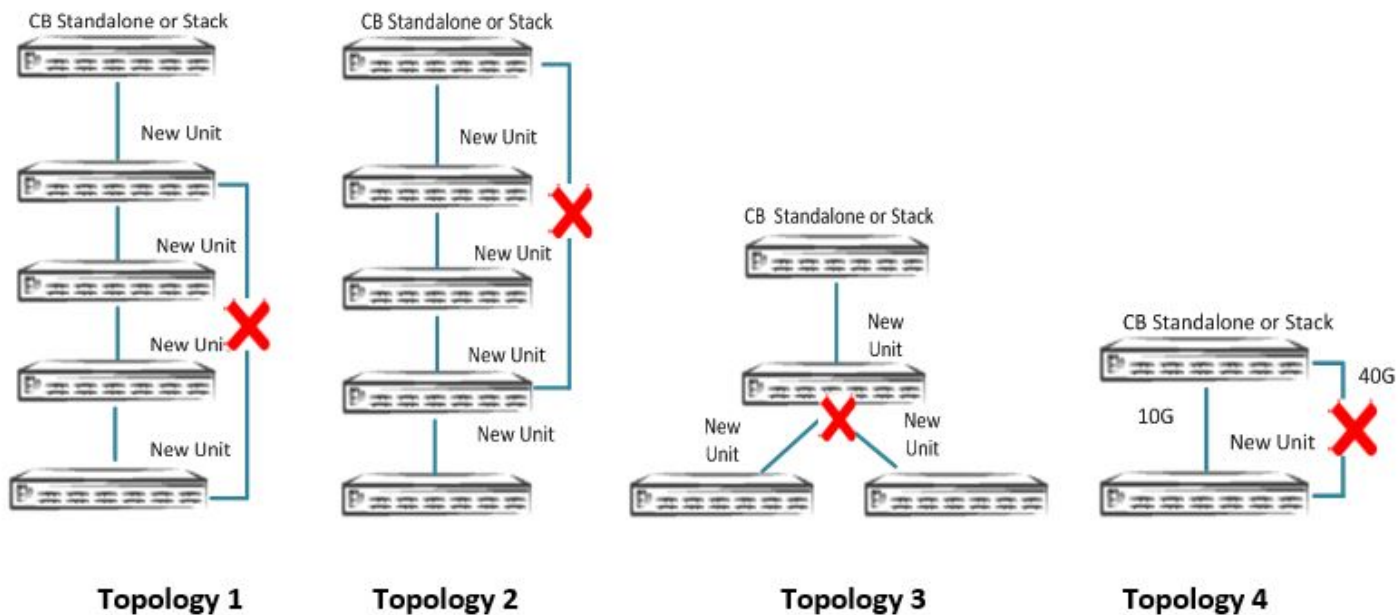 CB Standalone or Stack
New Unit
New Unit
New Unit
New Unit
Topology 1
CB Standalone or Stack
New Unit
New Unit
New Unit
New Unit
Topology 2
CB Standalone or Stack
New
Unit
New
Unit
New
Unit
Topology 3
CB Standalone or Stack
40G
10G
New Unit
Topology 4